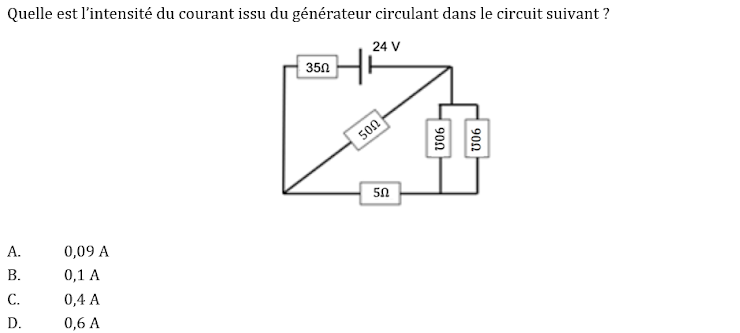 Quelle est l'intensité du courant issu du générateur circulant dans le circuit suivant ?
24 V
35Ω
50Ω
90Ω
90Ω
5Ω
A. 0,09 A
B. 0,1 A
C. 0,4 A
D. 0,6 A